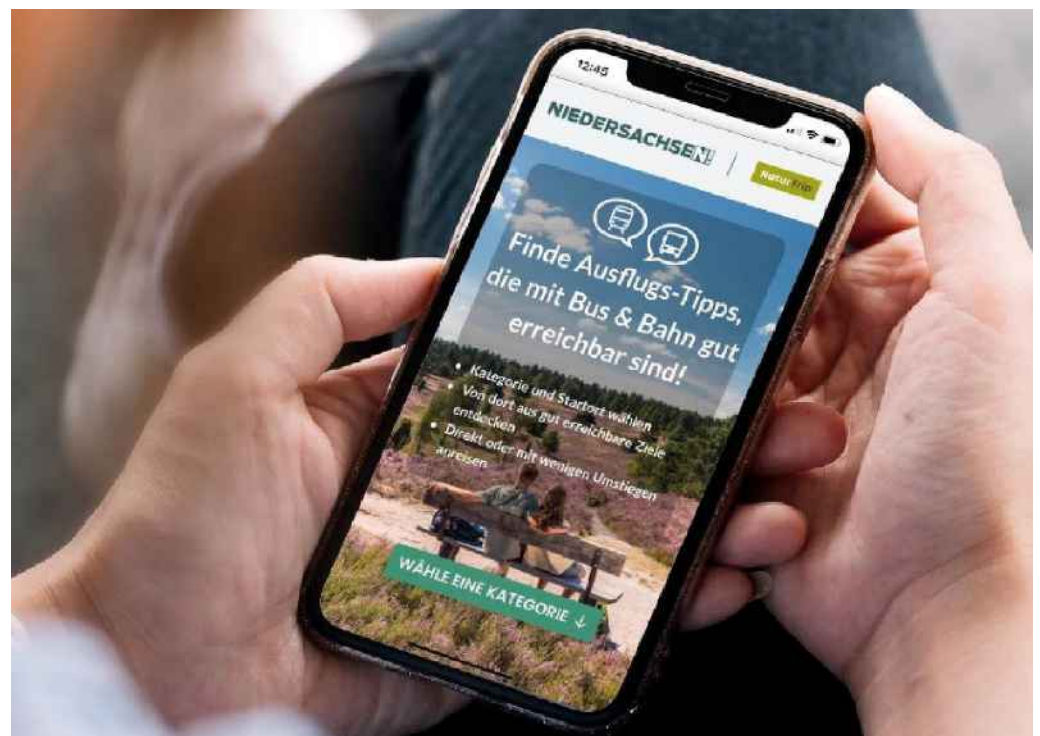 12:45
NIEDERSACHSEN!
NaturTrip
Finde Ausflugs-Tipps,
die mit Bus & Bahn gut
erreichbar sind!
• Kategorie und Startort wählen
• Von dort aus gut erreichbare Ziele
entdecken
• Direkt oder mit wenigen Umstiegen
anreisen
WÄHLE EINE KATEGORIE ↓